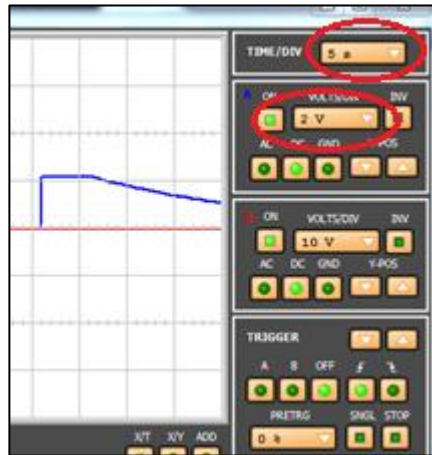 TIME/DIV 5 s
A ON VOLTS/DIV INV
2 V
AC DC GND Y-POS
ON VOLTS/DIV INV
10 V
AC DC GND Y-POS
TRIGGER
A B OFF
PRETRG SNGL STOP
0 %
X/T X/Y ADD